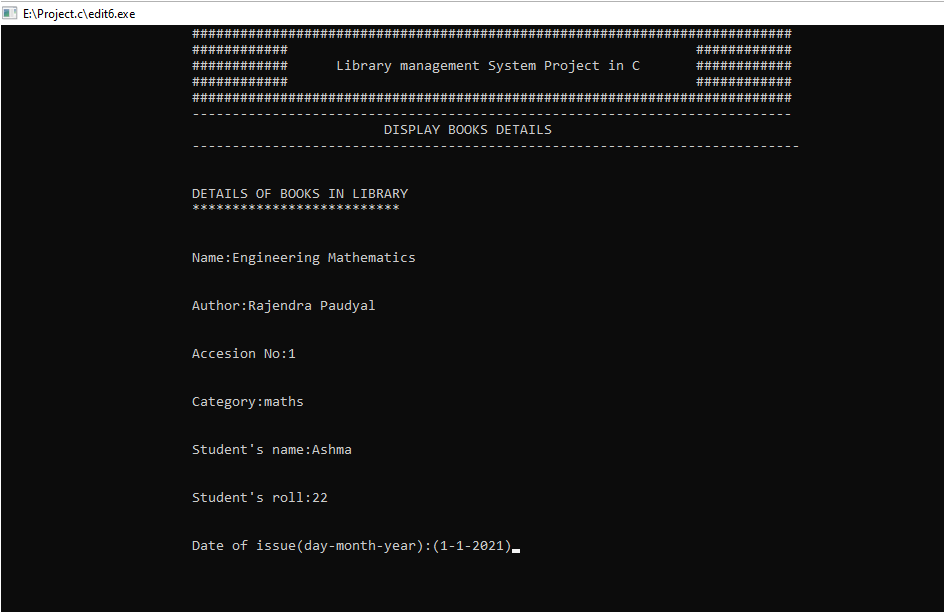 E:\Project.c\edit6.exe
###########################################################################
############                                                   ############
############      Library management System Project in C       ############
############                                                   ############
###########################################################################
---------------------------------------------------------------------------
DISPLAY BOOKS DETAILS
----------------------------------------------------------------------------
DETAILS OF BOOKS IN LIBRARY
**************************
Name:Engineering Mathematics
Author:Rajendra Paudyal
Accesion No:1
Category:maths
Student's name:Ashma
Student's roll:22
Date of issue(day-month-year):(1-1-2021)